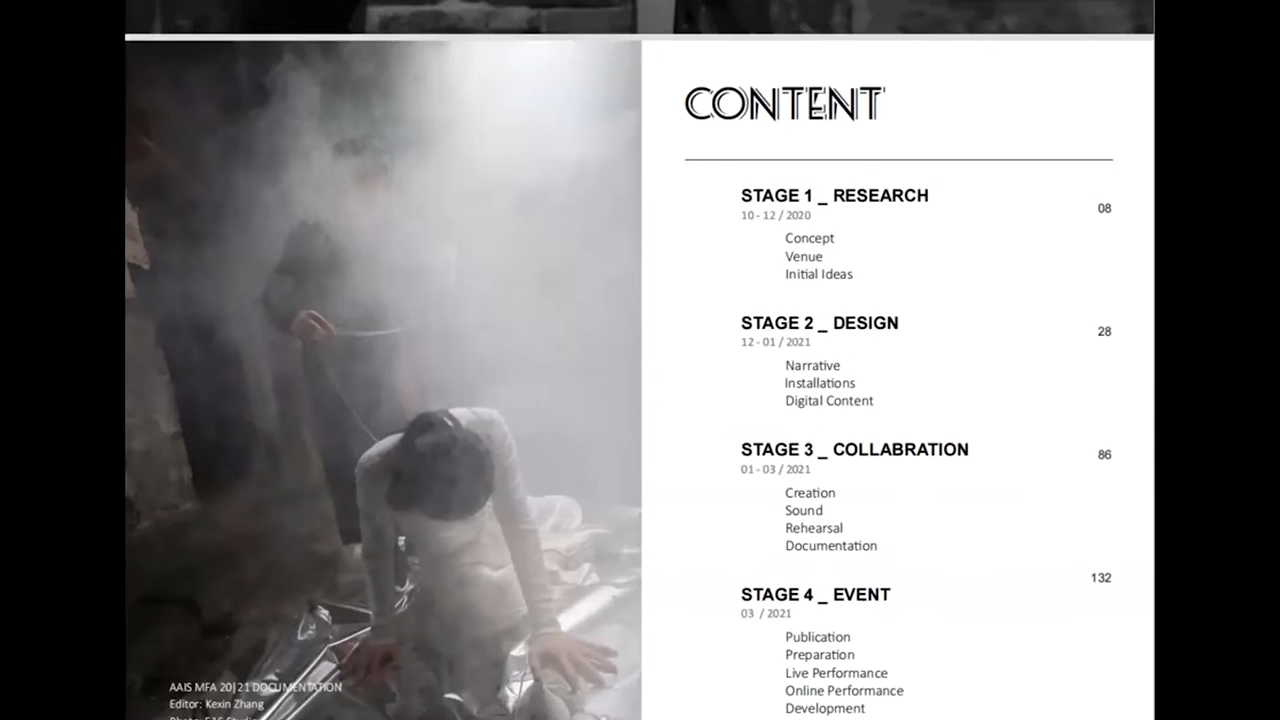 CONTENT
STAGE 1 _ RESEARCH
08
10 - 12 / 2020
Concept
Venue
Initial Ideas
STAGE 2 _ DESIGN
28
12 - 01 / 2021
Narrative
Installations
Digital Content
STAGE 3 _ COLLABRATION
86
01 - 03 / 2021
Creation
Sound
Rehearsal
Documentation
132
STAGE 4 _ EVENT
03 / 2021
Publication
Preparation
Live Performance
Online Performance
Development
AAIS MFA 20|21 DOCUMENTATION
Editor: Kexin Zhang